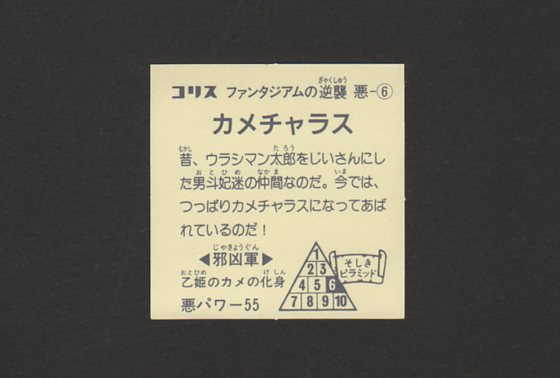 コリス ファンタジアムの逆襲 悪-⑥
カメチャラス
昔、ウラシマン太郎をじいさんにし
た男斗妃迷の仲間なのだ。今では、
つっぱりカメチャラスになってあば
れているのだ！
◀邪凶軍▶
乙姫のカメの化身
悪パワー55
1
2 3
4 5 6
7 8 9 10
そしき
ピラミッド